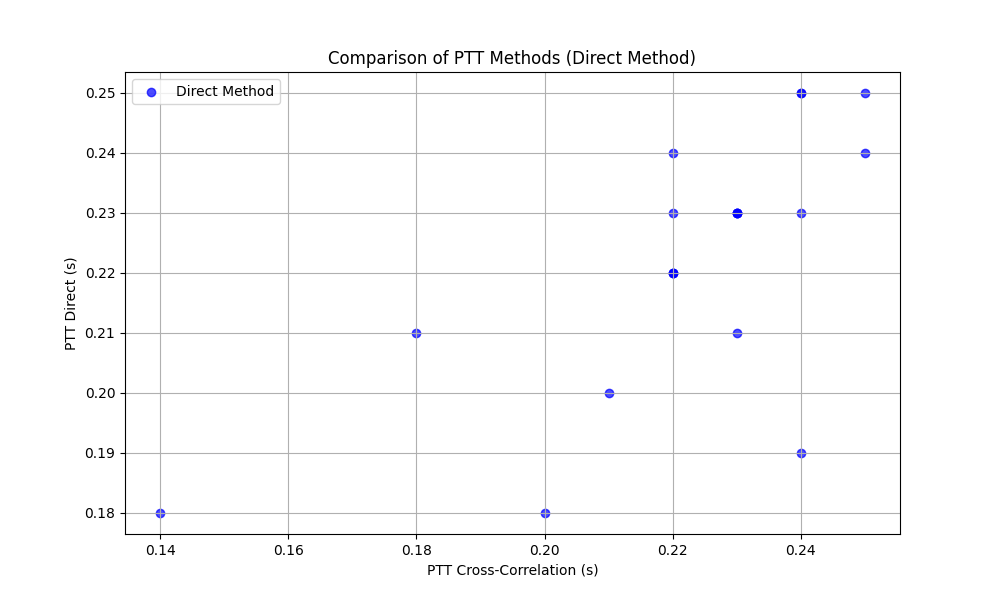 Comparison of PTT Methods (Direct Method)
Direct Method
PTT Direct (s)
0.25
0.24
0.23
0.22
0.21
0.20
0.19
0.18
0.14 0.16 0.18 0.20 0.22 0.24
PTT Cross-Correlation (s)